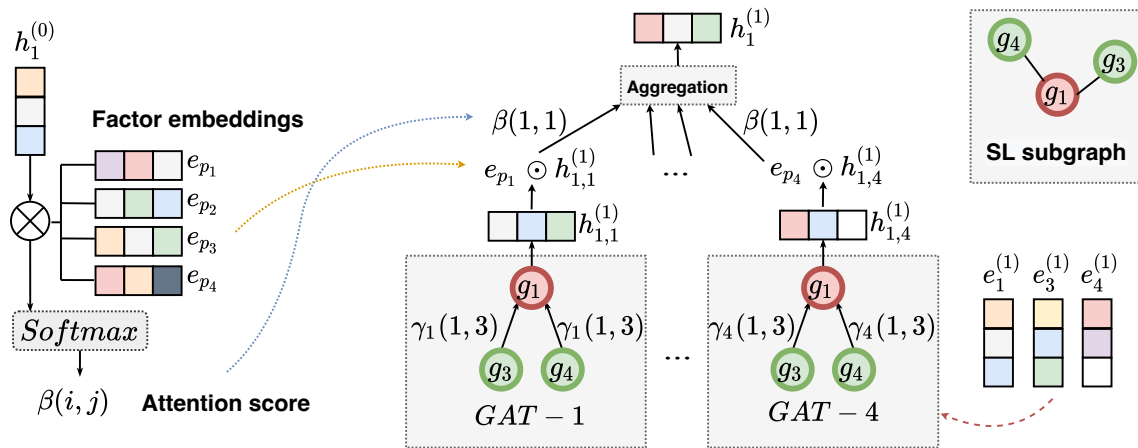 h_1^{(0)}
Factor embeddings
e_{p_1}
e_{p_2}
e_{p_3}
e_{p_4}
Softmax
β(i, j)
Attention score
h_1^{(1)}
Aggregation
β(1, 1)
β(1, 1)
e_{p_1} ⊙ h_{1,1}^{(1)}
...
e_{p_4} ⊙ h_{1,4}^{(1)}
h_{1,1}^{(1)}
h_{1,4}^{(1)}
g_1
γ_1(1, 3)
γ_1(1, 3)
g_3
g_4
GAT − 1
...
g_1
γ_4(1, 3)
γ_4(1, 3)
g_3
g_4
GAT − 4
g_4
g_3
g_1
SL subgraph
e_1^{(1)} e_3^{(1)} e_4^{(1)}